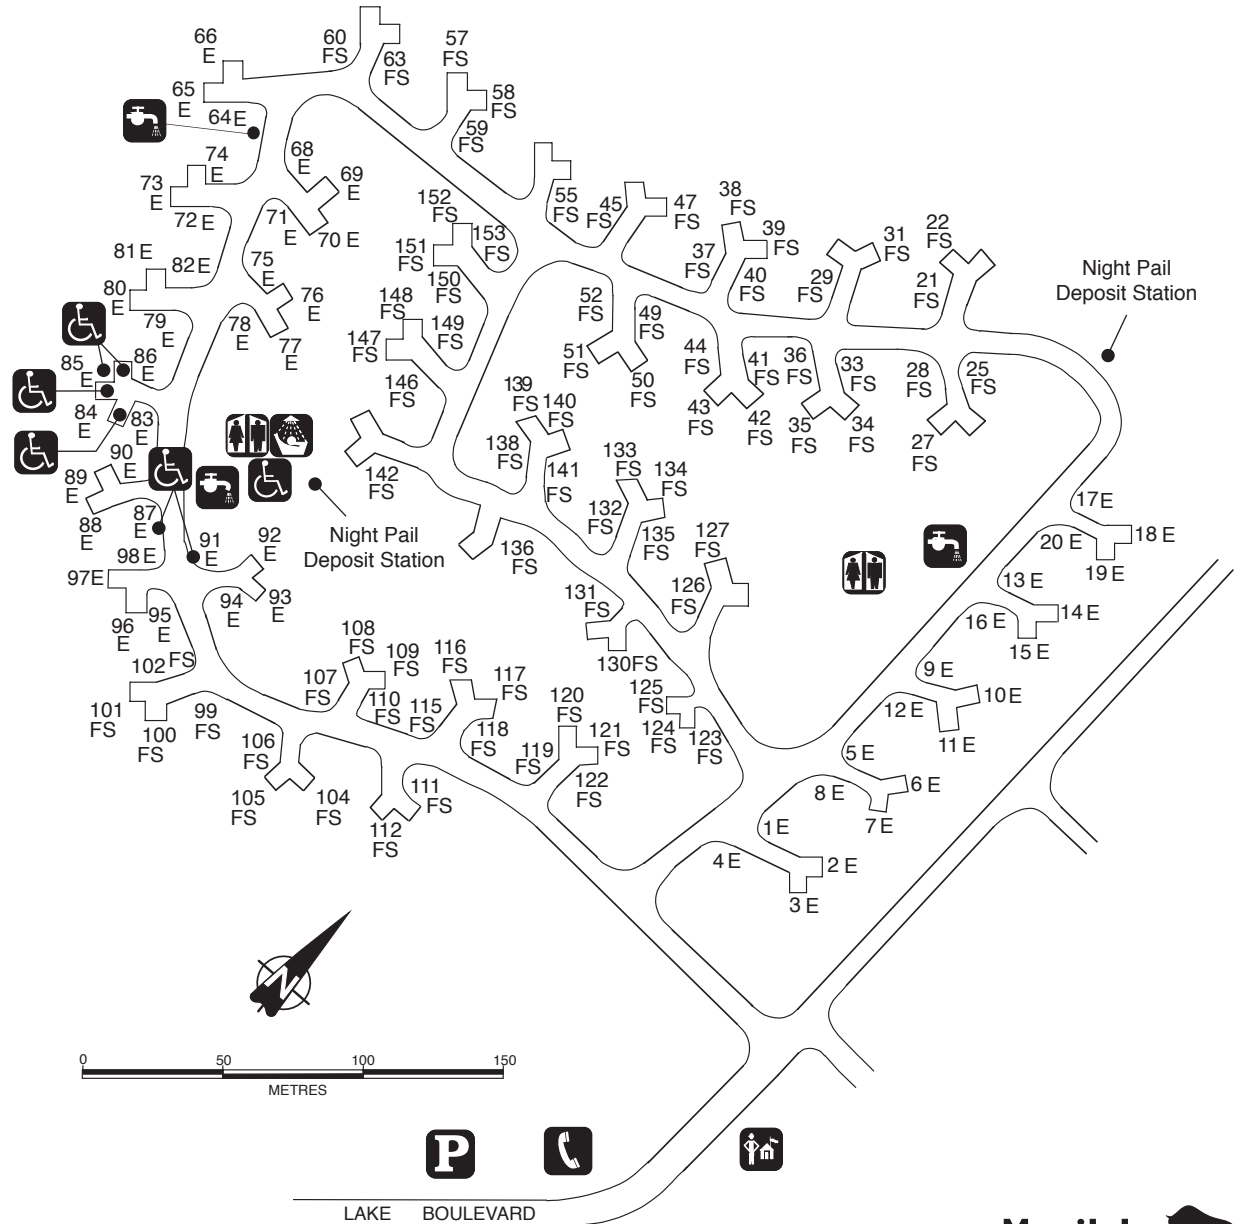 66
E
60
FS
63
FS
57
FS
58
FS
59
FS
65
E
64 E
74
E
73
E
72 E
68
E
69
E
71
E
70 E
152
FS
153
FS
151
FS
150
FS
55
FS
FS
45
47
FS
38
FS
39
FS
37
FS
40
FS
31
FS
29
FS
22
FS
21
FS
Night Pail
Deposit Station
81 E
82 E
80
E
79
E
75
E
76
E
78
E
77
E
148
FS
149
FS
147
FS
146
FS
52
FS
49
FS
51
FS
50
FS
44
FS
41
FS
43
FS
42
FS
36
FS
33
FS
35
FS
34
FS
28
FS
25
FS
27
FS
85
E
86
E
84
E
83
E
90
E
89
E
88
E
87
E
139
FS
140
FS
138
FS
141
FS
142
FS
133
FS
134
FS
132
FS
135
FS
127
FS
126
FS
136
FS
Night Pail
Deposit Station
91
E
92
E
98 E
97E
96
E
95
E
94
E
93
E
17 E
18 E
20 E
19 E
13 E
14 E
16 E
15 E
131
FS
130FS
102
FS
101
FS
100
FS
99
FS
108
FS
109
FS
107
FS
110
FS
116
FS
117
FS
115
FS
118
FS
125
FS
124
FS
123
FS
120
FS
121
FS
119
FS
122
FS
106
FS
105
FS
104
FS
111
FS
112
FS
9 E
10 E
12 E
11 E
5 E
6 E
8 E
7 E
1 E
2 E
4 E
3 E
N
0 50 100 150
METRES
P
LAKE BOULEVARD